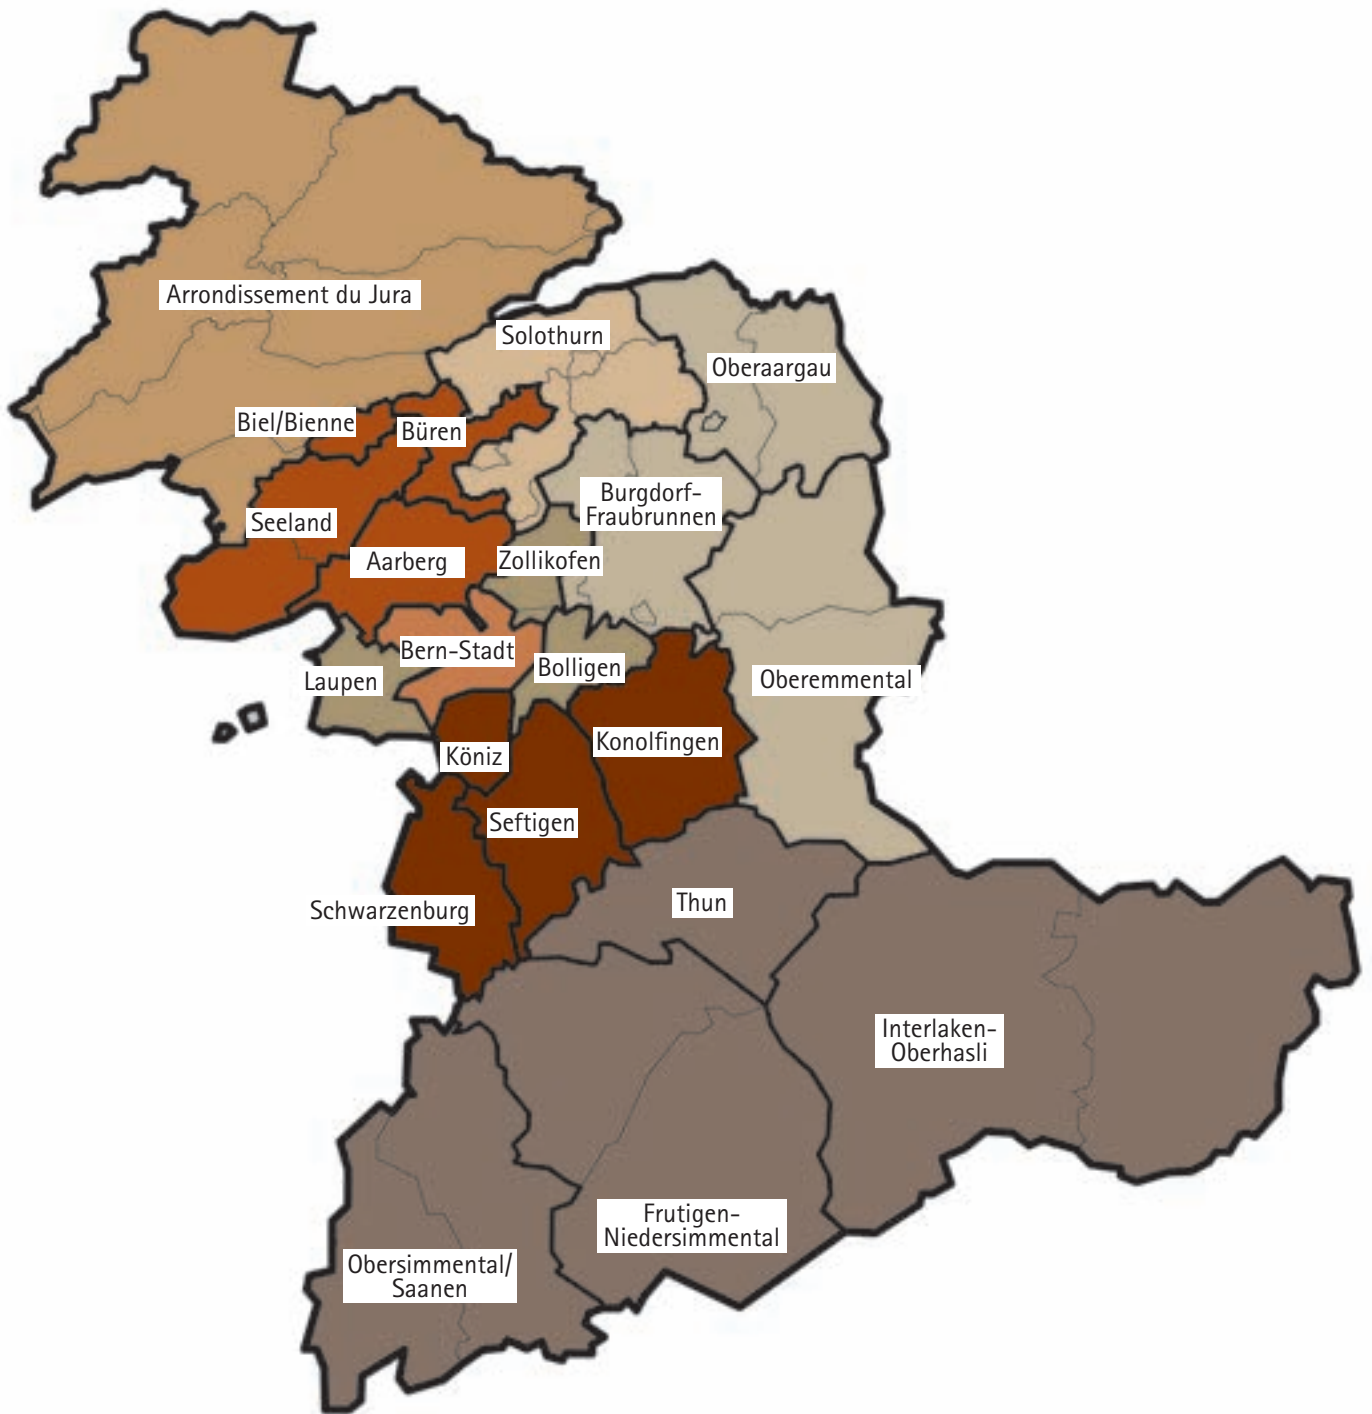 Arrondissement du Jura
Solothurn
Oberaargau
Biel/Bienne
Büren
Burgdorf-
Fraubrunnen
Seeland
Aarberg
Zollikofen
Bern-Stadt
Bolligen
Laupen
Oberemmental
Köniz
Konolfingen
Seftigen
Schwarzenburg
Thun
Interlaken-
Oberhasli
Frutigen-
Niedersimmental
Obersimmental/
Saanen